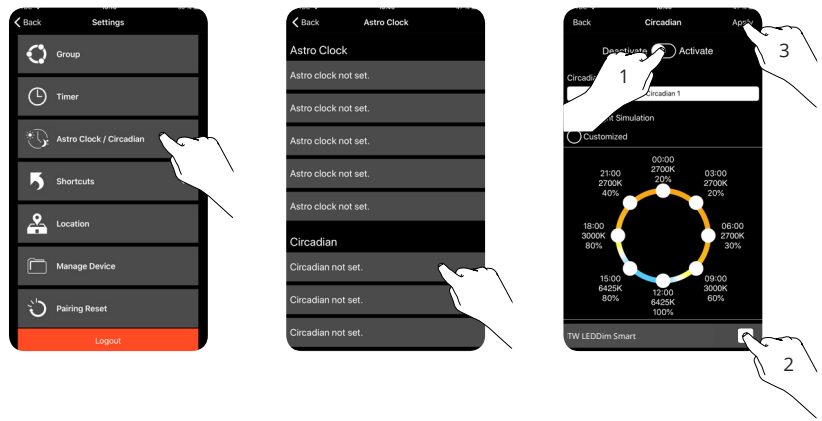 Back Settings
Group
Timer
Astro Clock / Circadian
Shortcuts
Location
Manage Device
Pairing Reset
Logout
Back Astro Clock
Astro Clock
Astro clock not set.
Astro clock not set.
Astro clock not set.
Astro clock not set.
Astro clock not set.
Circadian
Circadian not set.
Circadian not set.
Circadian not set.
Back Circadian Apply
3
Deactivate Activate
1
Circadian 1
Simulation
Customized
00:00
2700K
20%
03:00
2700K
20%
06:00
2700K
30%
09:00
3000K
60%
12:00
6425K
100%
15:00
6425K
80%
18:00
3000K
80%
21:00
2700K
40%
TW LEDDim Smart
2